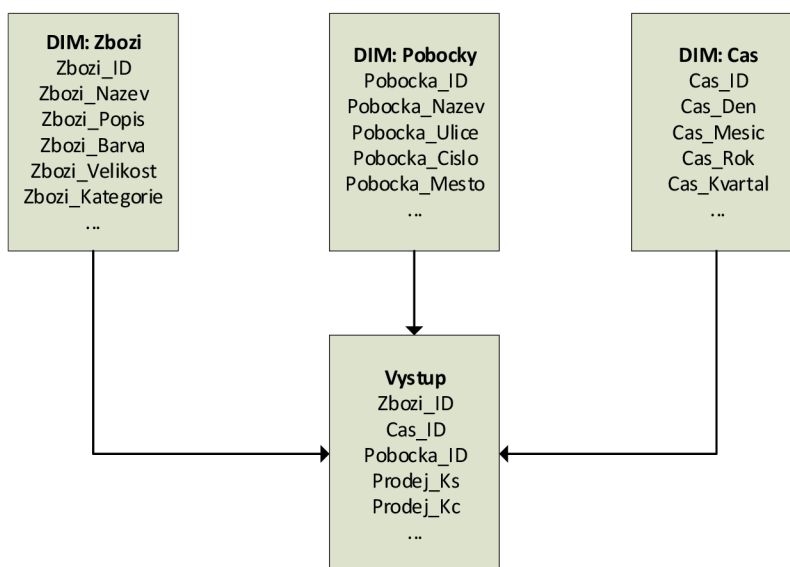 DIM: Zbozi
Zbozi_ID
Zbozi_Nazev
Zbozi_Popis
Zbozi_Barva
Zbozi_Velikost
Zbozi_Kategorie
...
DIM: Pobocky
Pobocka_ID
Pobocka_Nazev
Pobocka_Ulice
Pobocka_Cislo
Pobocka_Mesto
...
DIM: Cas
Cas_ID
Cas_Den
Cas_Mesic
Cas_Rok
Cas_Kvartal
...
Vystup
Zbozi_ID
Cas_ID
Pobocka_ID
Prodej_Ks
Prodej_Kc
...